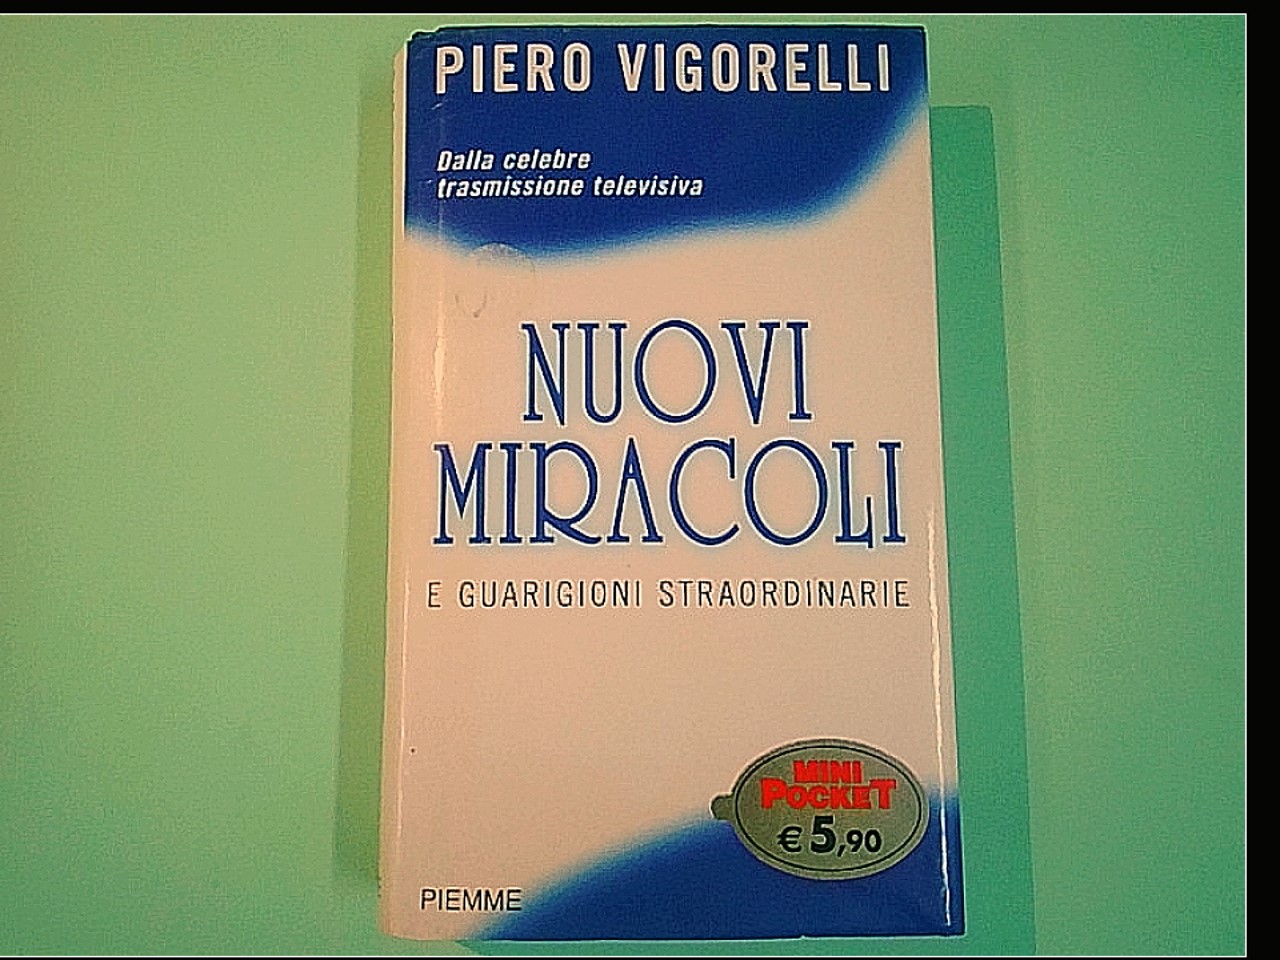 PIERO VIGORELLI
Dalla celebre
trasmissione televisiva
NUOVI
MIRACOLI
E GUARIGIONI STRAORDINARIE
MINI
POCKET
€ 5,90
PIEMME